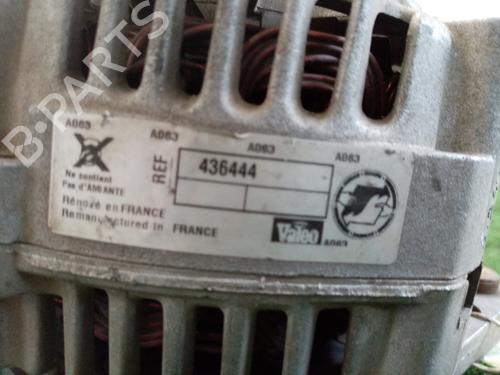 B-PARTS
A063 A063 A063 A063
REF 436444
Ne contient
Pas d'AMIANTE
Rénové en FRANCE
Remanufactured in FRANCE
Valeo A063